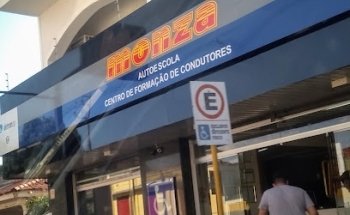 monza
AUTOESCOLA
CENTRO DE FORMAÇÃO DE CONDUTORES
E